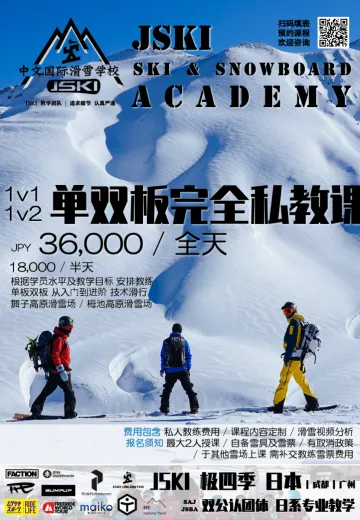 JSKI
SKI & SNOWBOARD
ACADEMY
扫码填表
预约课程
欢迎咨询
中文国际滑雪学校
JSKI
JSKI 教学团队 | 追求细节 认真严谨
1v1
1v2
单双板完全私教课
JPY 36,000 / 全天
18,000 / 半天
根据学员水平及教学目标 安排教练
单板双板 从入门到进阶 技术滑行
舞子高原滑雪场 / 栂池高原滑雪场
费用包含 私人教练费用 / 课程内容定制 / 滑雪视频分析
报名须知 最大2人授课 / 自备雪具及雪票 / 有取消政策
/ 于其他雪场上课 需补交教练雪票费用
FACTION
BUMPUP
PeakPerformance
RIDE
LIFE
maiko
JSKI 极四季 日本 | 成都 | 广州
SAJ
JSBA 双公认团体 日系专业教学